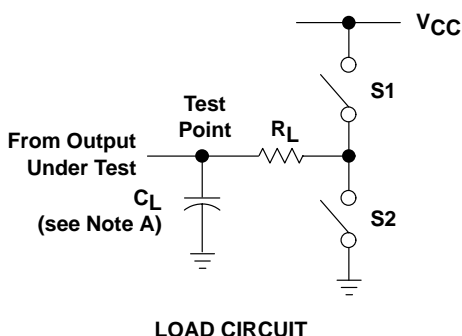 VCC
S1
Test
Point
RL
From Output
Under Test
CL
(see Note A)
S2
LOAD CIRCUIT